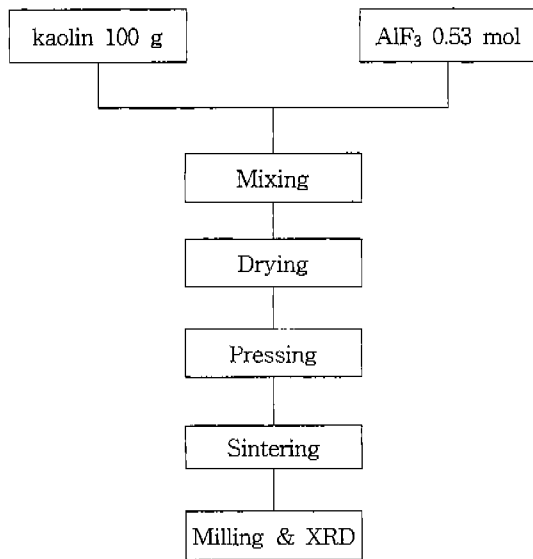 kaolin 100 g
AlF₃ 0.53 mol
Mixing
Drying
Pressing
Sintering
Milling & XRD